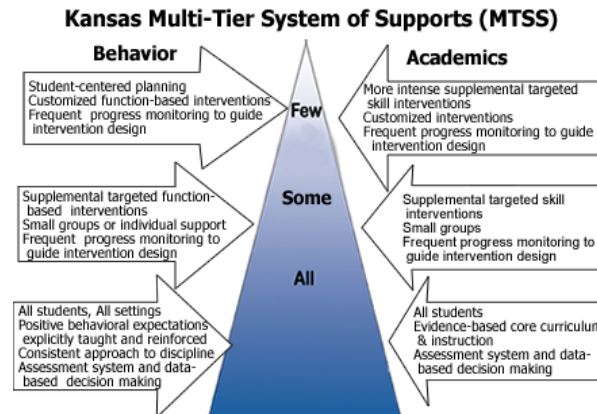 Kansas Multi-Tier System of Supports (MTSS)
Behavior
Academics
Student-centered planning
Customized function-based interventions
Frequent progress monitoring to guide
intervention design
Few
More intense supplemental targeted
skill interventions
Customized interventions
Frequent progress monitoring to guide
intervention design
Supplemental targeted function-
based interventions
Small groups or individual support
Frequent progress monitoring to
guide intervention design
Some
Supplemental targeted skill
interventions
Small groups
Frequent progress monitoring to
guide intervention design
All
All students, All settings
Positive behavioral expectations
explicitly taught and reinforced
Consistent approach to discipline
Assessment system and data-
based decision making
All students
Evidence-based core curriculum
& instruction
Assessment system and data-
based decision making